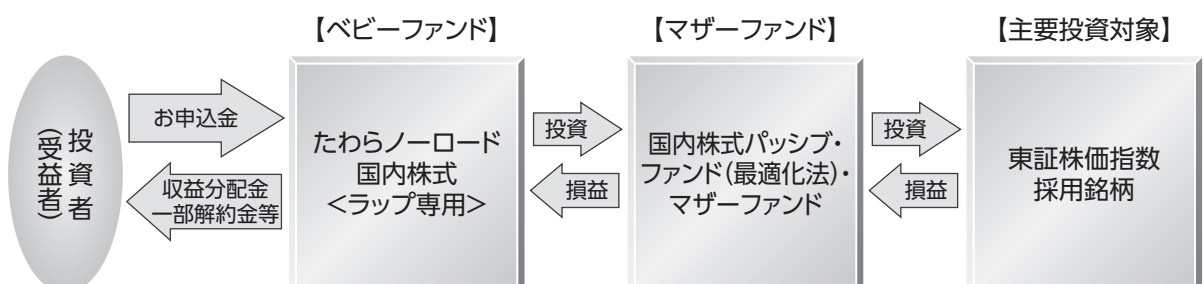 【ベビーファンド】
【マザーファンド】
【主要投資対象】
投資者
(受益者)
お申込金
収益分配金
一部解約金等
たわらノーロード
国内株式
<ラップ専用>
投資
損益
国内株式パッシブ・
ファンド(最適化法)・
マザーファンド
投資
損益
東証株価指数
採用銘柄